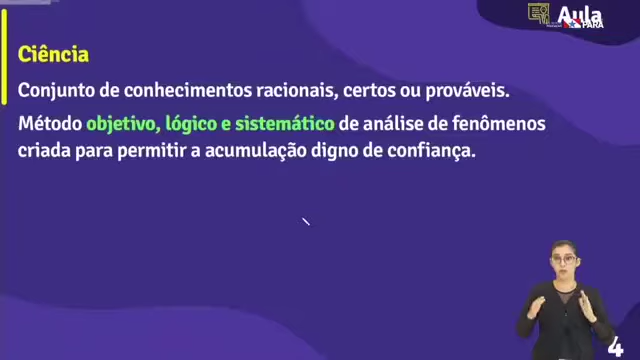 Aula
PARÁ
Ciência
Conjunto de conhecimentos racionais, certos ou prováveis.
Método objetivo, lógico e sistemático de análise de fenômenos
criada para permitir a acumulação digno de confiança.
4